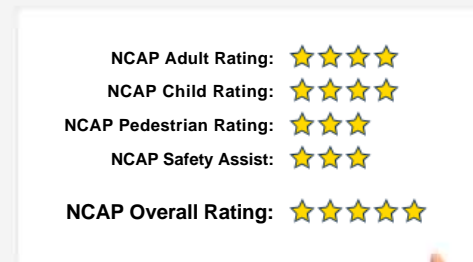 NCAP Adult Rating:
NCAP Child Rating:
NCAP Pedestrian Rating:
NCAP Safety Assist:
NCAP Overall Rating: